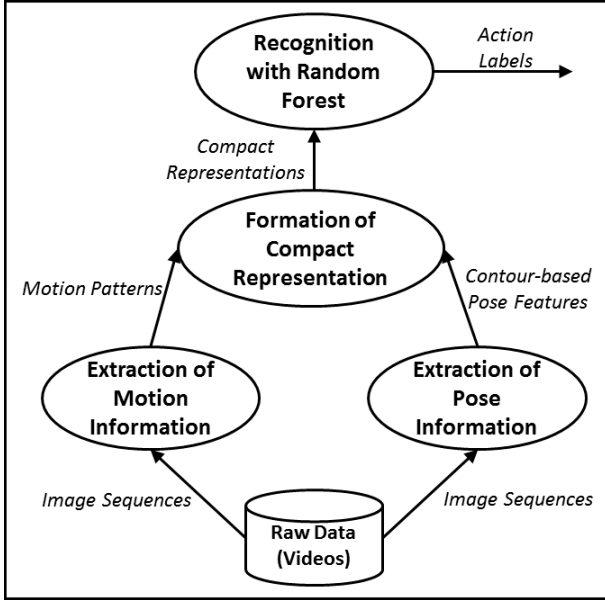 Recognition
with Random
Forest
Action
Labels
Compact
Representations
Formation of
Compact
Representation
Motion Patterns
Contour-based
Pose Features
Extraction of
Motion
Information
Extraction of
Pose
Information
Image Sequences
Image Sequences
Raw Data
(Videos)